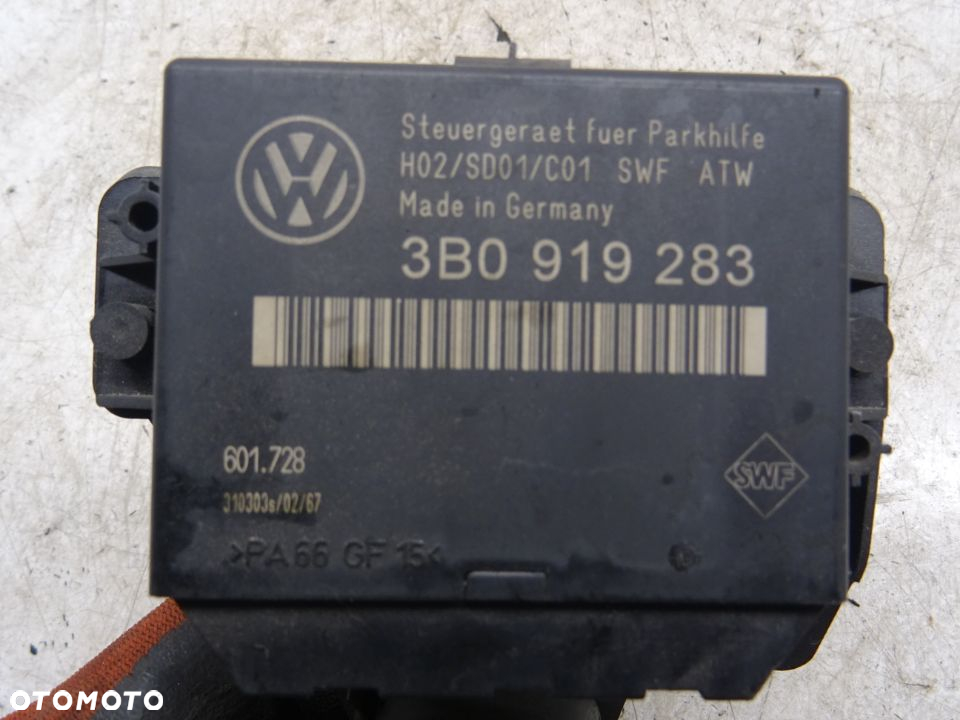 VW
Steuergeraet fuer Parkhilfe
H02/SD01/C01 SWF ATW
Made in Germany
3B0 919 283
601.728
310303s/02/67
SWF
>PA66 GF 15<
OTOMOTO